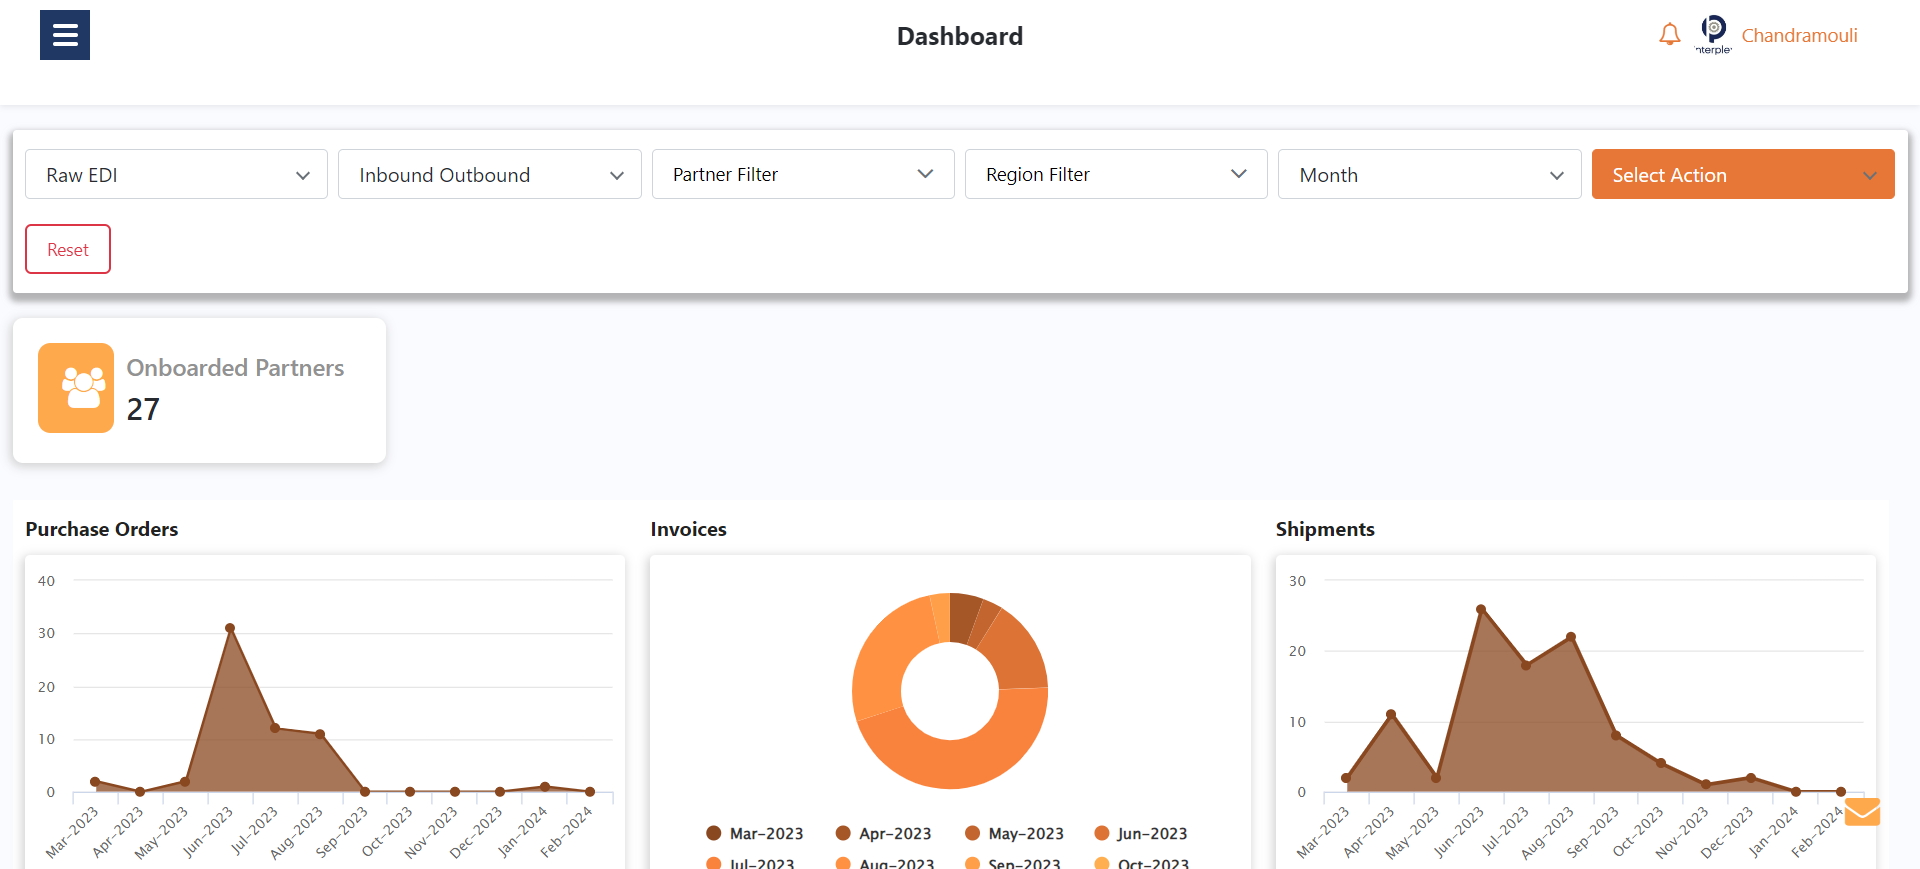 Dashboard
nterple
Chandramouli
Raw EDI
Inbound Outbound
Partner Filter
Region Filter
Month
Select Action
Reset
Onboarded Partners
27
Purchase Orders
40
30
20
10
0
Mar-2023
Apr-2023
May-2023
Jun-2023
Jul-2023
Aug-2023
Sep-2023
Oct-2023
Nov-2023
Dec-2023
Jan-2024
Feb-2024
Invoices
Mar-2023 Apr-2023 May-2023 Jun-2023
Jul-2023 Aug-2023 Sep-2023 Oct-2023
Shipments
30
20
10
0
Mar-2023
Apr-2023
May-2023
Jun-2023
Jul-2023
Aug-2023
Sep-2023
Oct-2023
Nov-2023
Dec-2023
Jan-2024
Feb-2024